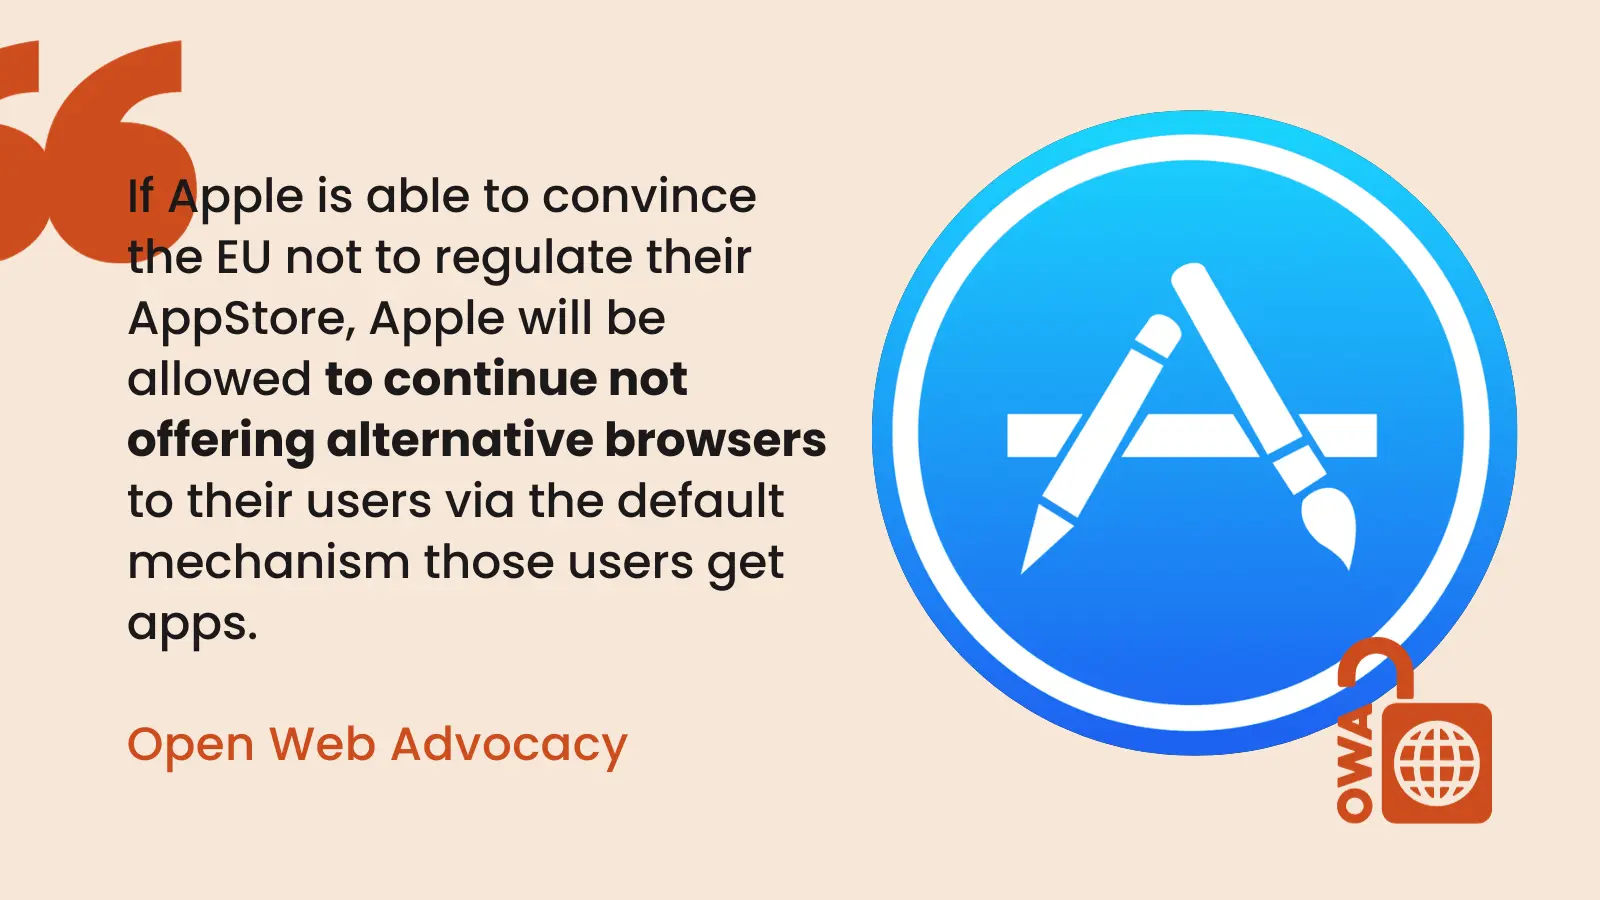 If Apple is able to convince
the EU not to regulate their
AppStore, Apple will be
allowed to continue not
offering alternative browsers
to their users via the default
mechanism those users get
apps.
Open Web Advocacy
OWA